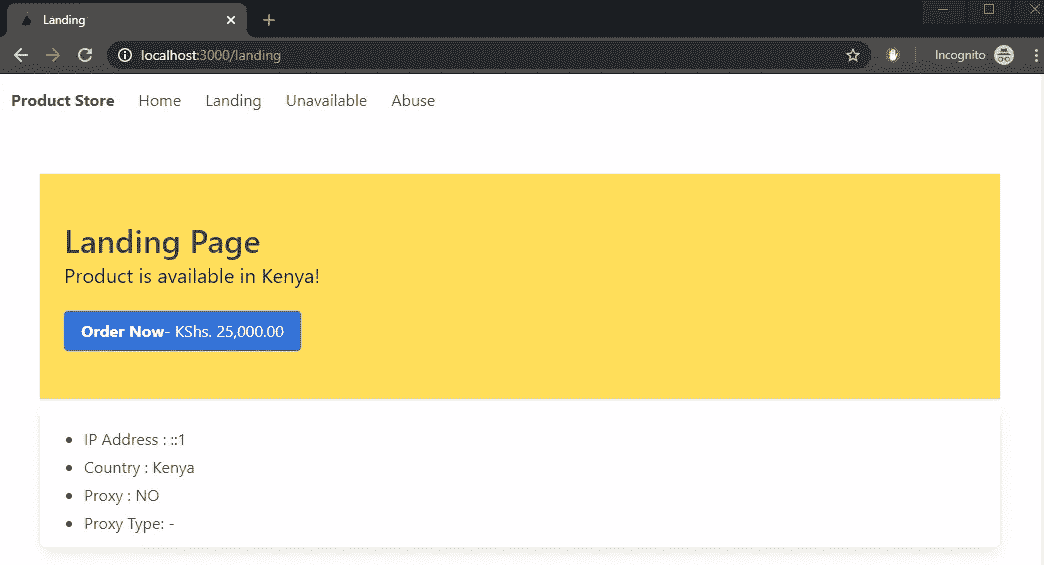 Landing
localhost:3000/landing
Incognito
Product Store Home Landing Unavailable Abuse
Landing Page
Product is available in Kenya!
Order Now- KShs. 25,000.00
IP Address : ::1
Country : Kenya
Proxy : NO
Proxy Type: -